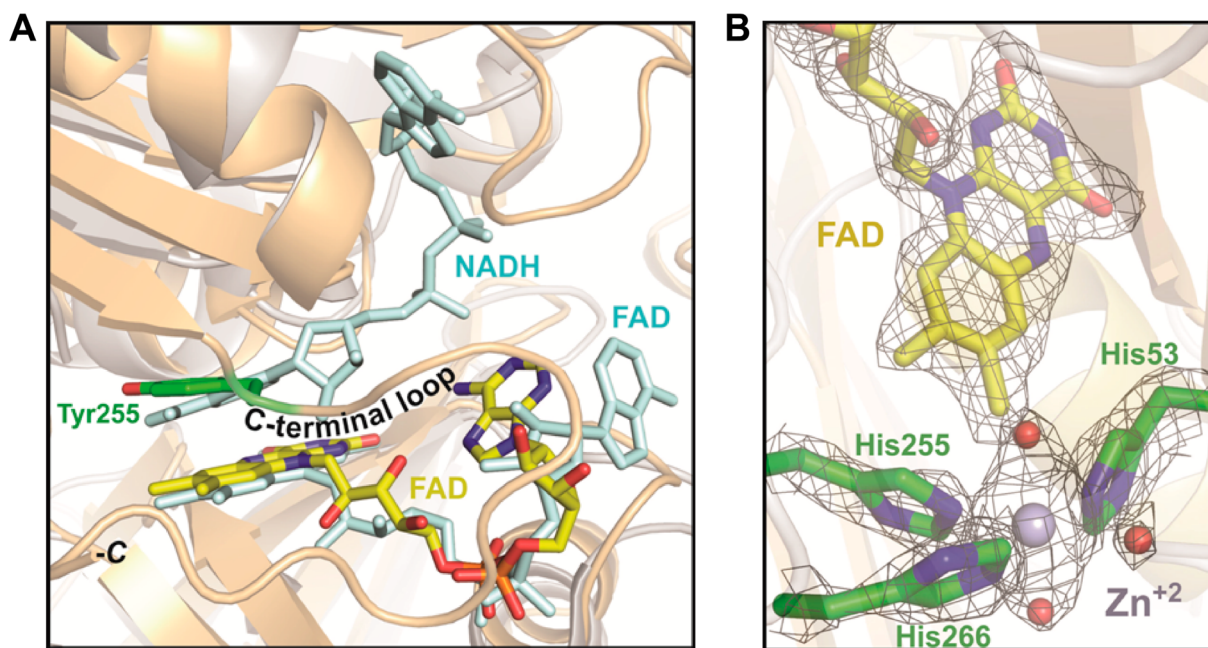 A
NADH
FAD
Tyr255
C-terminal loop
FAD
-C
B
FAD
His53
His255
Zn+2
His266